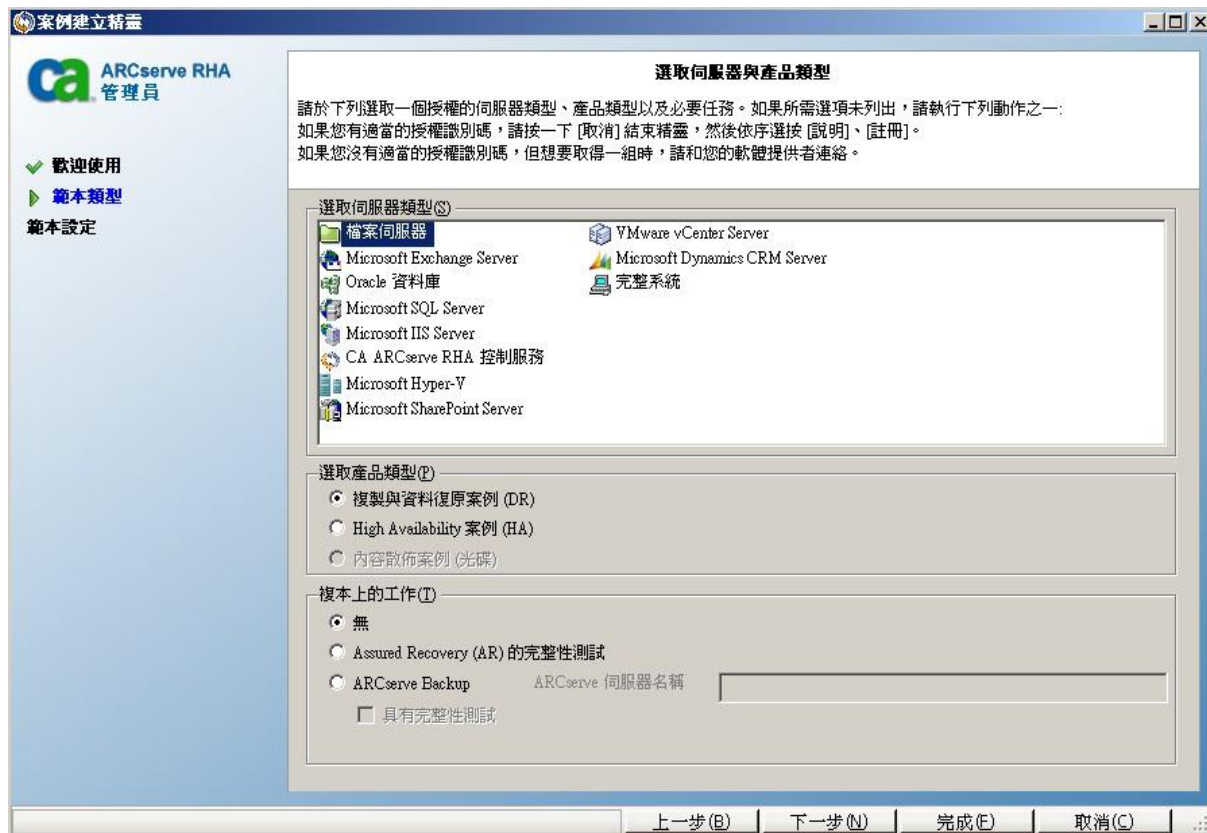 案例建立精靈
ca ARCserve RHA
管理員
歡迎使用
範本類型
範本設定
選取伺服器與產品類型
請於下列選取一個授權的伺服器類型、產品類型以及必要任務。如果所需選項未列出，請執行下列動作之一:
如果您有適當的授權識別碼，請按一下 [取消] 結束精靈，然後依序選按 [說明]、[註冊]。
如果您沒有適當的授權識別碼，但想要取得一組時，請和您的軟體提供者連絡。
選取伺服器類型(S)
檔案伺服器
Microsoft Exchange Server
Oracle 資料庫
Microsoft SQL Server
Microsoft IIS Server
CA ARCserve RHA 控制服務
Microsoft Hyper-V
Microsoft SharePoint Server
VMware vCenter Server
Microsoft Dynamics CRM Server
完整系統
選取產品類型(P)
複製與資料復原案例 (DR)
High Availability 案例 (HA)
內容散佈案例 (光碟)
複本上的工作(T)
無
Assured Recovery (AR) 的完整性測試
ARCserve Backup ARCserve 伺服器名稱
具有完整性測試
上一步(B) 下一步(N) 完成(F) 取消(C)